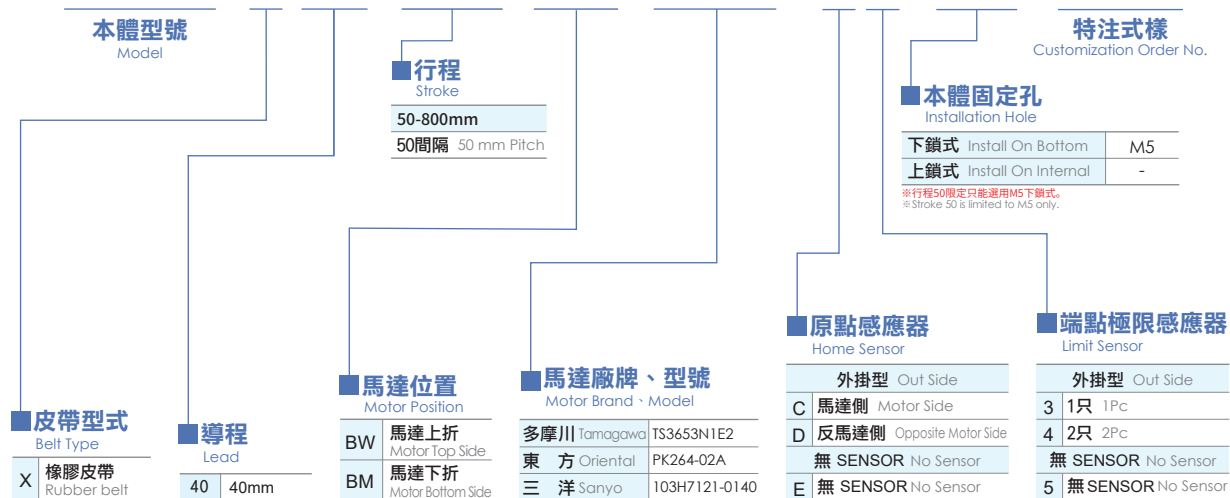 本體型號
Model
特注式樣
Customization Order No.
行程
Stroke
50-800mm
50間隔 50 mm Pitch
本體固定孔
Installation Hole
下鎖式 Install On Bottom M5
上鎖式 Install On Internal -
※行程50限定只能選用M5下鎖式。
※Stroke 50 is limited to M5 only.
皮帶型式
Belt Type
X 橡膠皮帶
Rubber belt
導程
Lead
40 40mm
馬達位置
Motor Position
BW 馬達上折
Motor Top Side
BM 馬達下折
Motor Bottom Side
馬達廠牌、型號
Motor Brand、Model
多摩川 Tamagawa TS3653N1E2
東 方 Oriental PK264-02A
三 洋 Sanyo 103H7121-0140
原點感應器
Home Sensor
外掛型 Out Side
C 馬達側 Motor Side
D 反馬達側 Opposite Motor Side
無 SENSOR No Sensor
E 無 SENSOR No Sensor
端點極限感應器
Limit Sensor
外掛型 Out Side
3 1只 1Pc
4 2只 2Pc
無 SENSOR No Sensor
5 無 SENSOR No Sensor